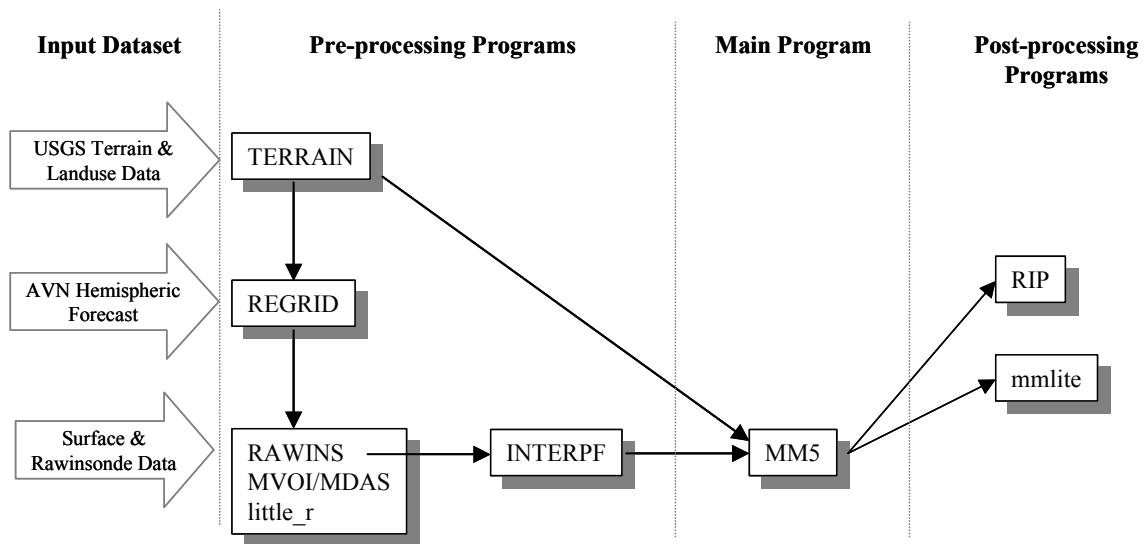 Input Dataset
Pre-processing Programs
Main Program
Post-processing
Programs
USGS Terrain &
Landuse Data
TERRAIN
AVN Hemispheric
Forecast
REGRID
RIP
mmlite
Surface &
Rawinsonde Data
RAWINS
MVOI/MDAS
little_r
INTERPF
MM5